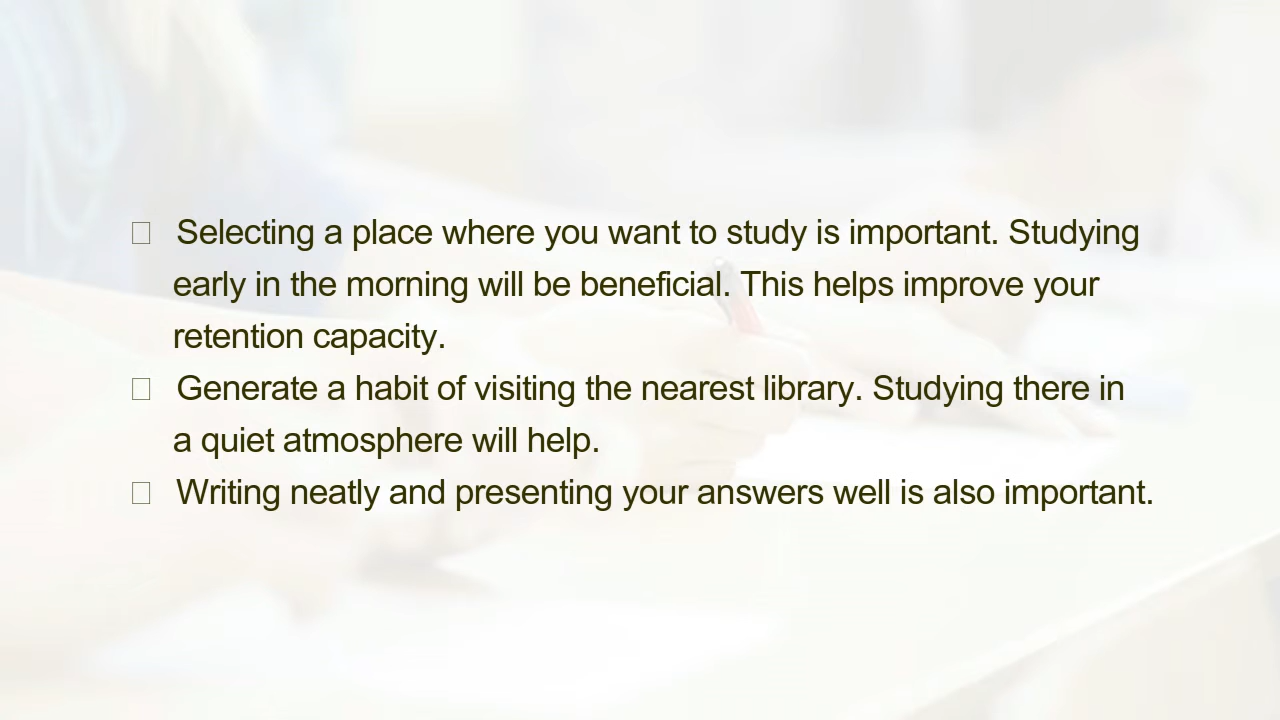 □ Selecting a place where you want to study is important. Studying
early in the morning will be beneficial. This helps improve your
retention capacity.
□ Generate a habit of visiting the nearest library. Studying there in
a quiet atmosphere will help.
□ Writing neatly and presenting your answers well is also important.